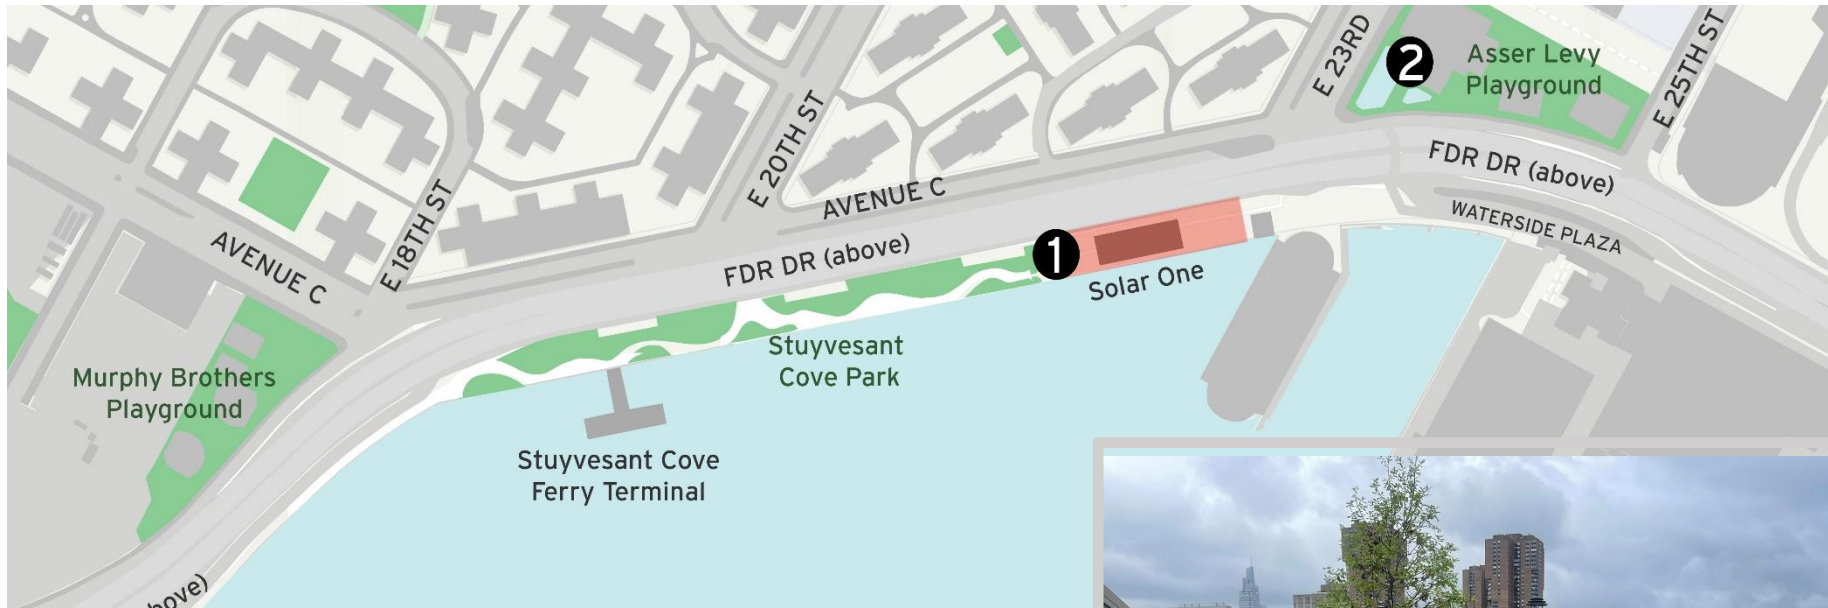 E 23RD
2
Asser Levy
Playground
E 25TH ST
E 20TH ST
FDR DR (above)
AVENUE C
E 18TH ST
AVENUE C
WATERSIDE PLAZA
FDR DR (above)
1
Solar One
Stuyvesant
Cove Park
Murphy Brothers
Playground
Stuyvesant Cove
Ferry Terminal